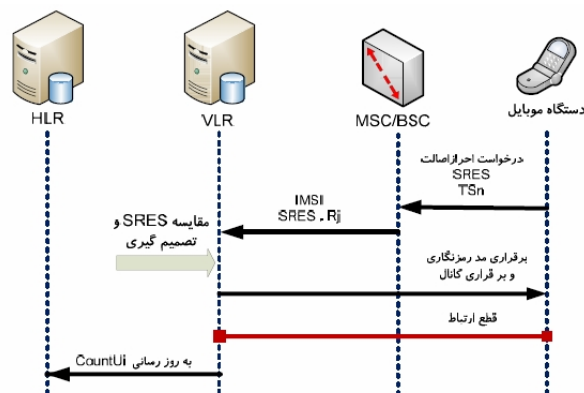 HLR
VLR
MSC/BSC
دستگاه موبایل
درخواست احرازاصالت
SRES
TSn
IMSI
SRES , Rj
مقایسه SRES و
تصمیم گیری
برقراری مد رمزنگاری
و بر قراری کانال
قطع ارتباط
به روز رسانی CountUi